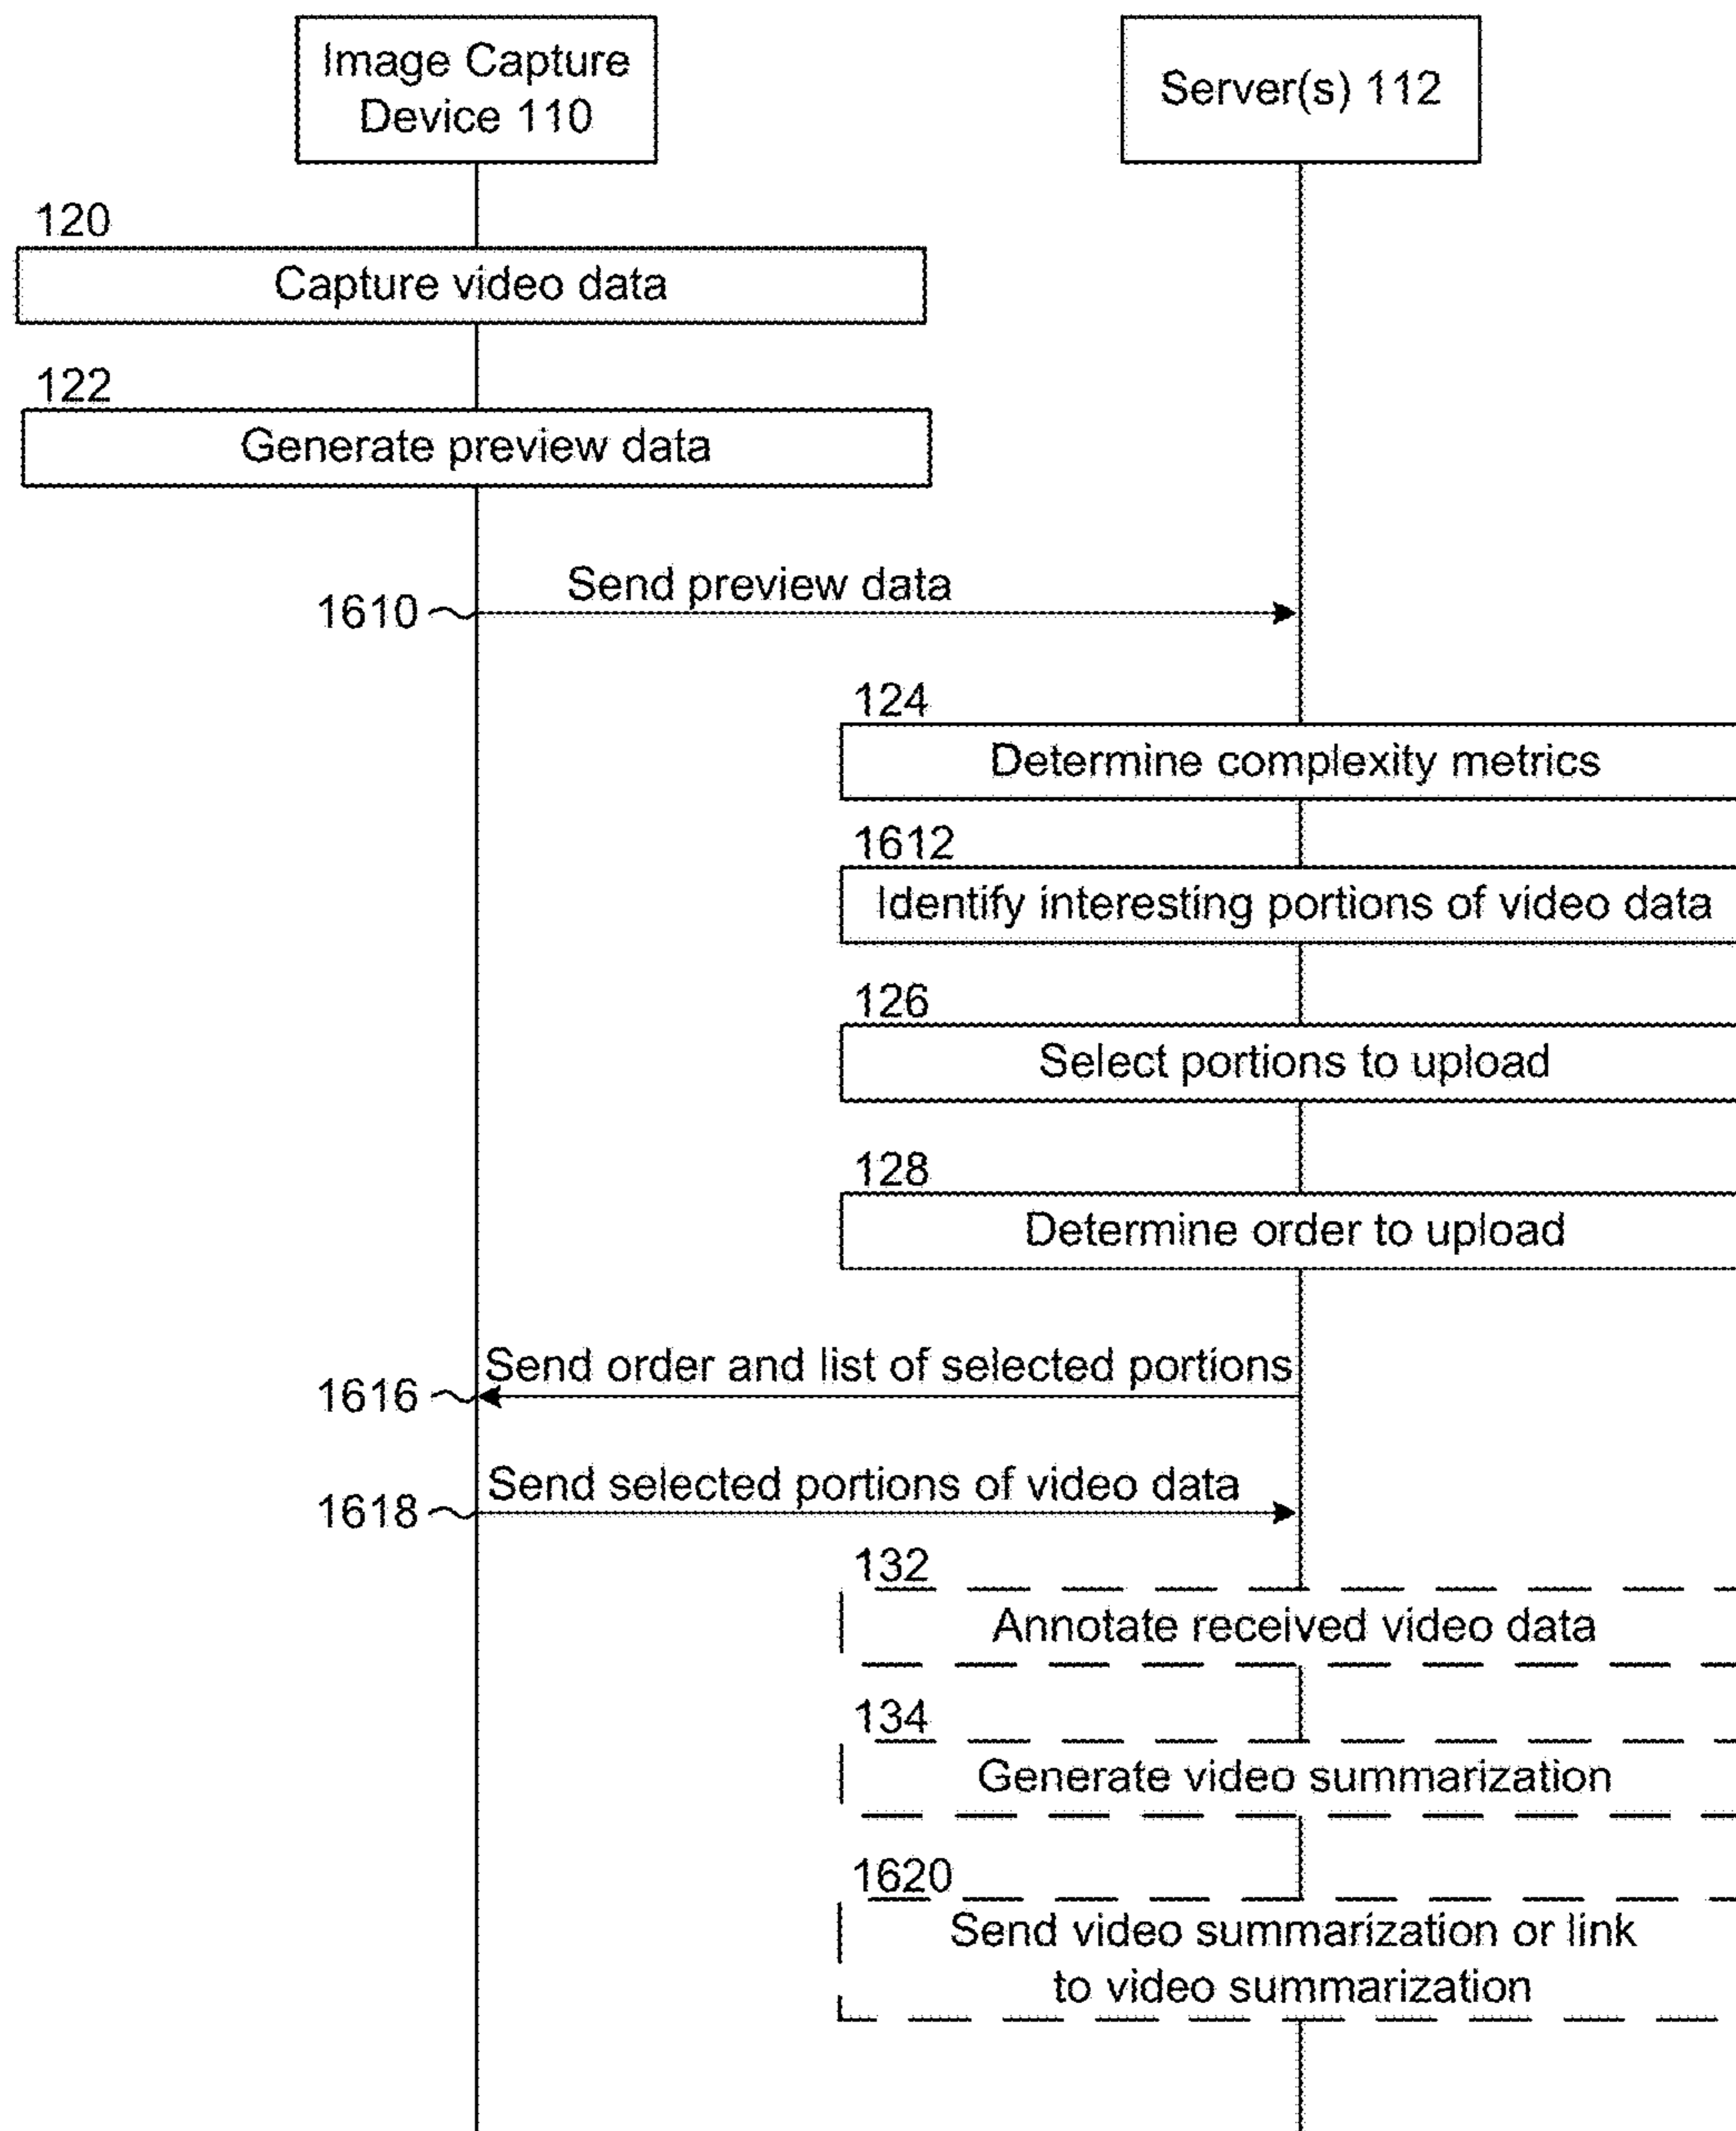 Image Capture
Device 110
Server(s) 112
120
Capture video data
122
Generate preview data
Send preview data
1610
124
Determine complexity metrics
1612
Identify interesting portions of video data
126
Select portions to upload
128
Determine order to upload
Send order and list of selected portions
1616
Send selected portions of video data
1618
132
Annotate received video data
134
Generate video summarization
1620
Send video summarization or link
to video summarization